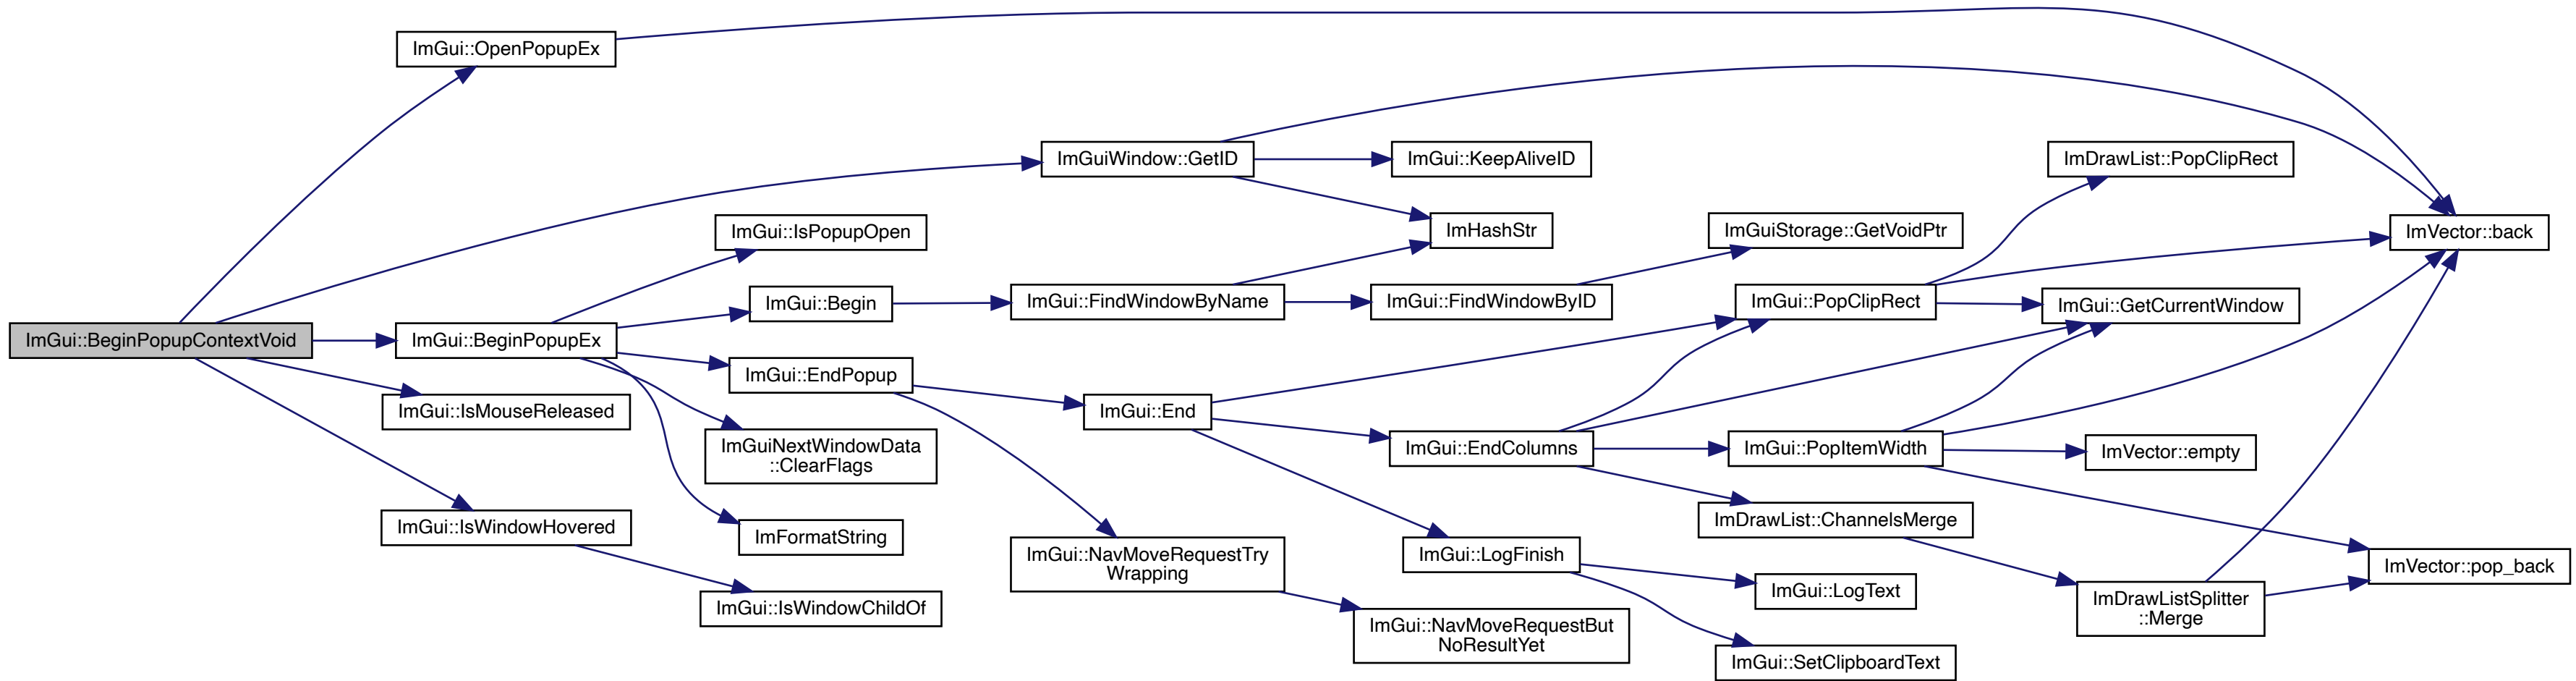 ImGui::OpenPopupEx
ImGuiWindow::GetID
ImGui::KeepAliveID
ImDrawList::PopClipRect
ImGui::IsPopupOpen
ImHashStr
ImGuiStorage::GetVoidPtr
ImVector::back
ImGui::Begin
ImGui::FindWindowByName
ImGui::FindWindowByID
ImGui::PopClipRect
ImGui::GetCurrentWindow
ImGui::BeginPopupContextVoid
ImGui::BeginPopupEx
ImGui::EndPopup
ImGui::IsMouseReleased
ImGui::End
ImGuiNextWindowData
::ClearFlags
ImGui::EndColumns
ImGui::PopItemWidth
ImVector::empty
ImGui::IsWindowHovered
ImFormatString
ImDrawList::ChannelsMerge
ImGui::NavMoveRequestTry
Wrapping
ImGui::LogFinish
ImVector::pop_back
ImGui::LogText
ImDrawListSplitter
::Merge
ImGui::IsWindowChildOf
ImGui::NavMoveRequestBut
NoResultYet
ImGui::SetClipboardText